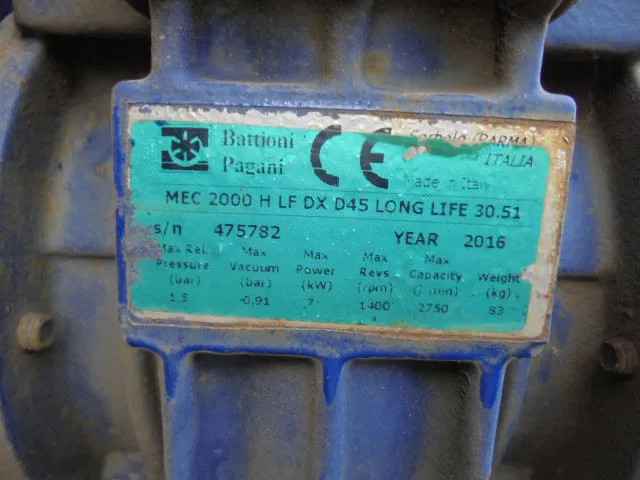 Battioni
Pagani
CE
(PARMA)
ITALIA
Made in Italy
MEC 2000 H LF DX D45 LONG LIFE 30.51
s/n 475782 YEAR 2016
Max Rel. Max Max Max Max
Pressure Vacuum Power Revs Capacity Weight
(bar) (bar) (kW) (rpm) (l/min) (kg)
1.5 -0,91 7 1400 2750 83